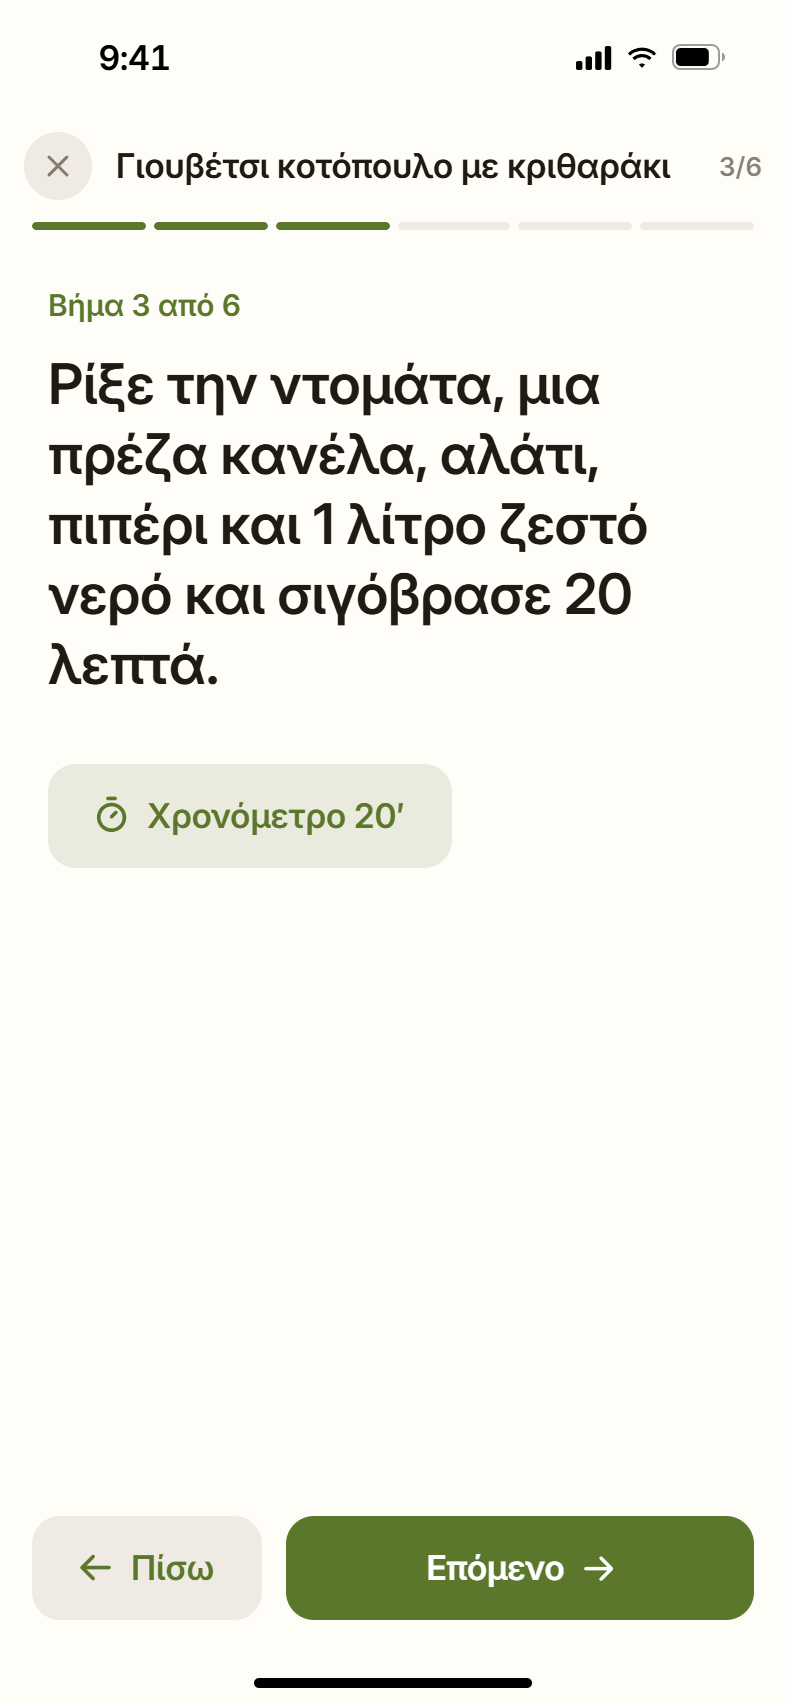 9:41
Γιουβέτσι κοτόπουλο με κριθαράκι 3/6
Βήμα 3 από 6
Ρίξε την ντομάτα, μια
πρέζα κανέλα, αλάτι,
πιπέρι και 1 λίτρο ζεστό
νερό και σιγόβρασε 20
λεπτά.
Χρονόμετρο 20′
Πίσω
Επόμενο